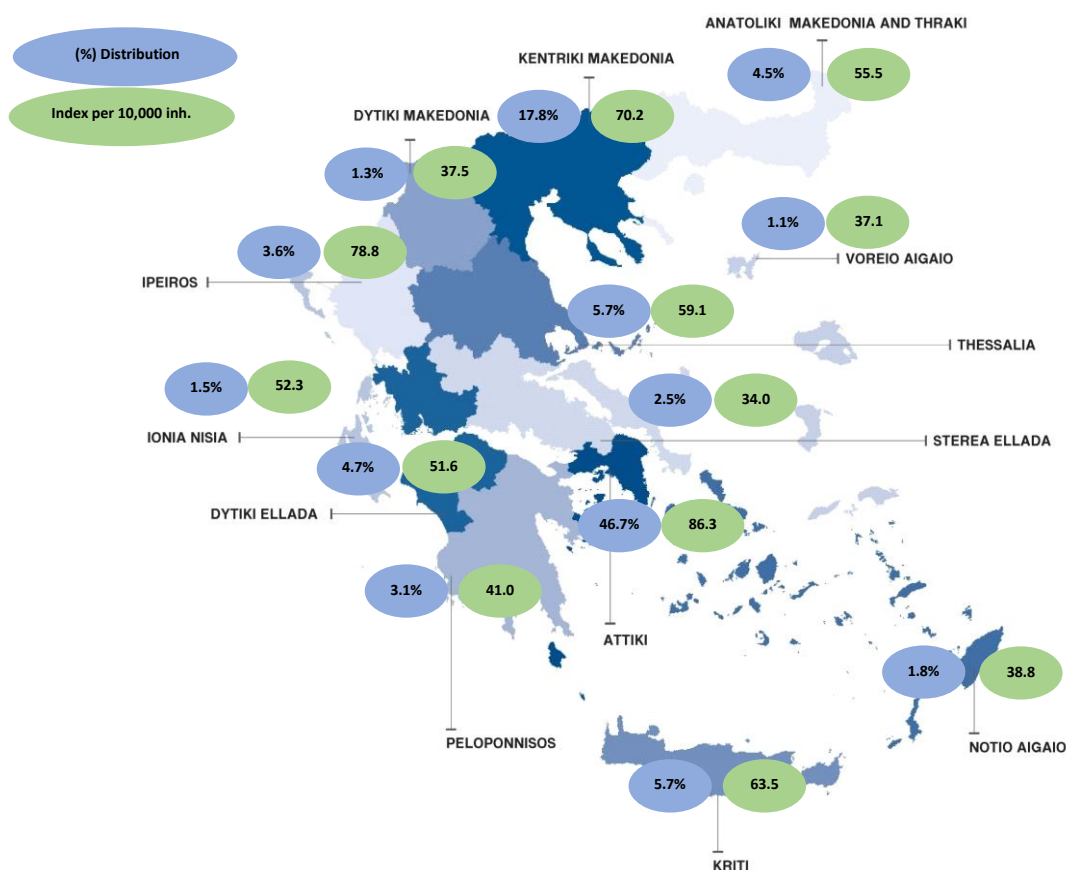 (%) Distribution
Index per 10,000 inh.
ANATOLIKI MAKEDONIA AND THRAKI
4.5% 55.5
KENTRIKI MAKEDONIA
17.8% 70.2
DYTIKI MAKEDONIA
1.3% 37.5
1.1% 37.1
VOREIO AIGAIO
3.6% 78.8
IPEIROS
5.7% 59.1
THESSALIA
1.5% 52.3
IONIA NISIA
2.5% 34.0
STEREA ELLADA
4.7% 51.6
DYTIKI ELLADA
46.7% 86.3
ATTIKI
3.1% 41.0
PELOPONNISOS
1.8% 38.8
NOTIO AIGAIO
5.7% 63.5
KRITI